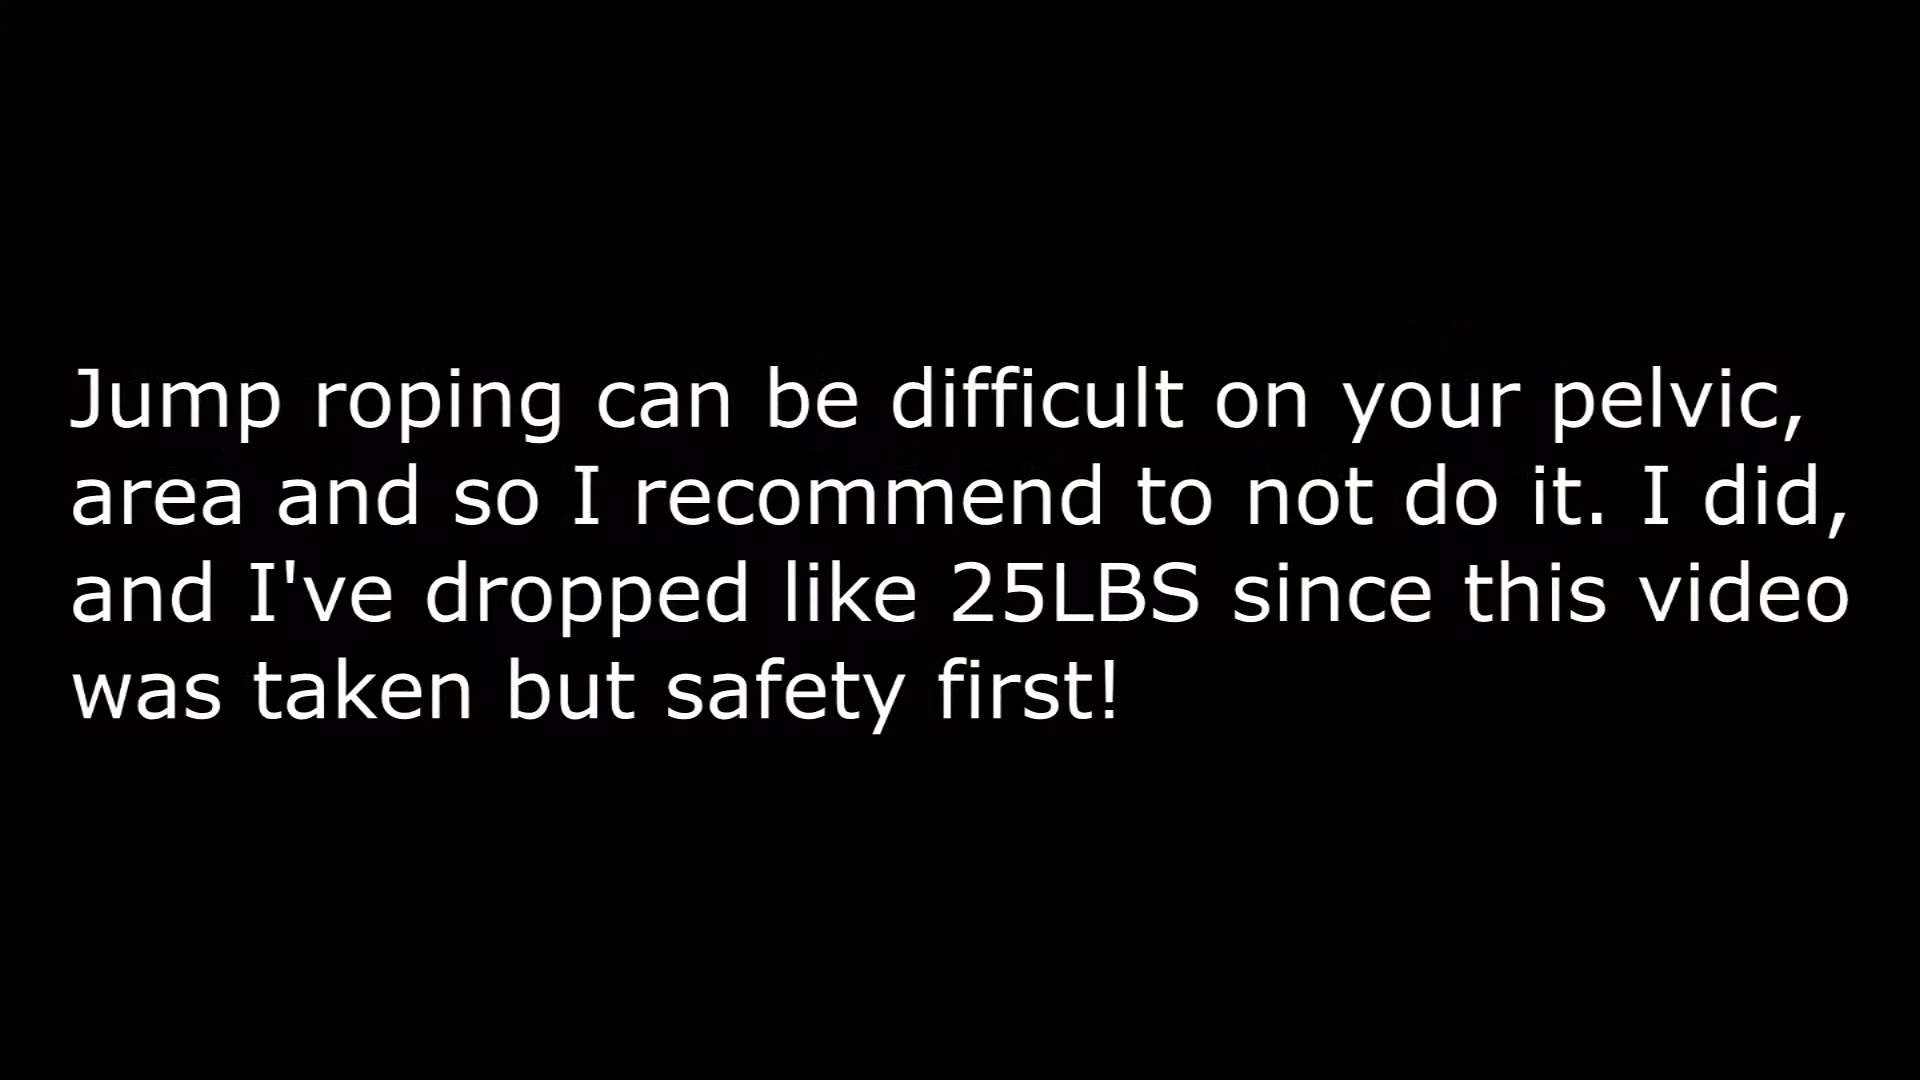 Jump roping can be difficult on your pelvic,
area and so I recommend to not do it. I did,
and I've dropped like 25LBS since this video
was taken but safety first!